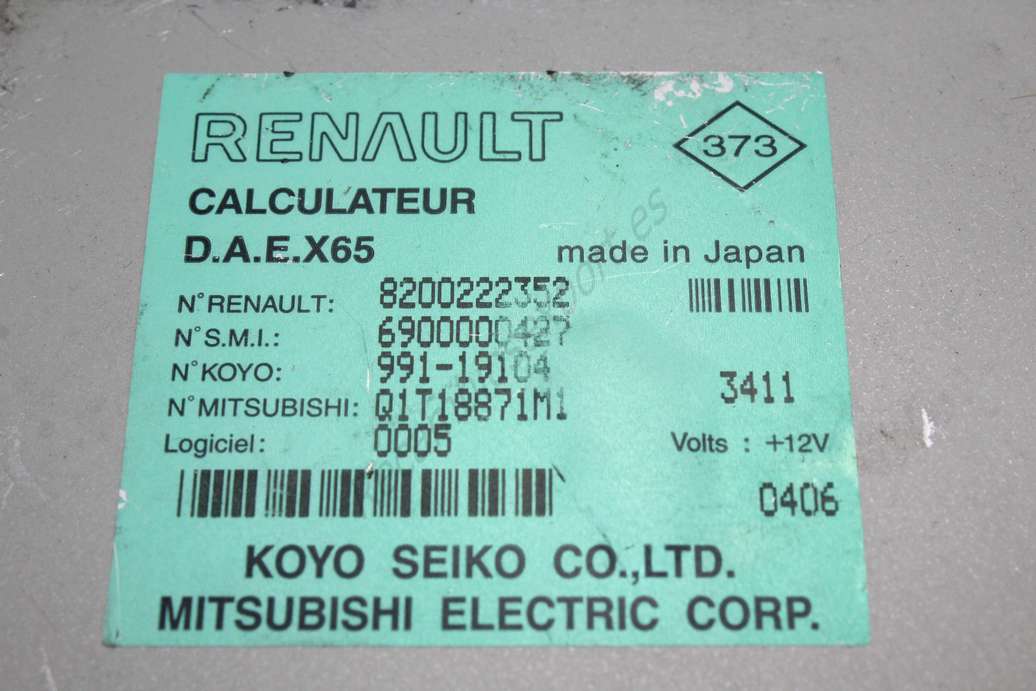 RENAULT
373
CALCULATEUR
D.A.E.X65
made in Japan
N°RENAULT: 8200222352
N°S.M.I.: 6900000427
N°KOYO: 991-19104
3411
N°MITSUBISHI: Q1T18871M1
Logiciel: 0005
Volts : +12V
0406
KOYO SEIKO CO.,LTD.
MITSUBISHI ELECTRIC CORP.